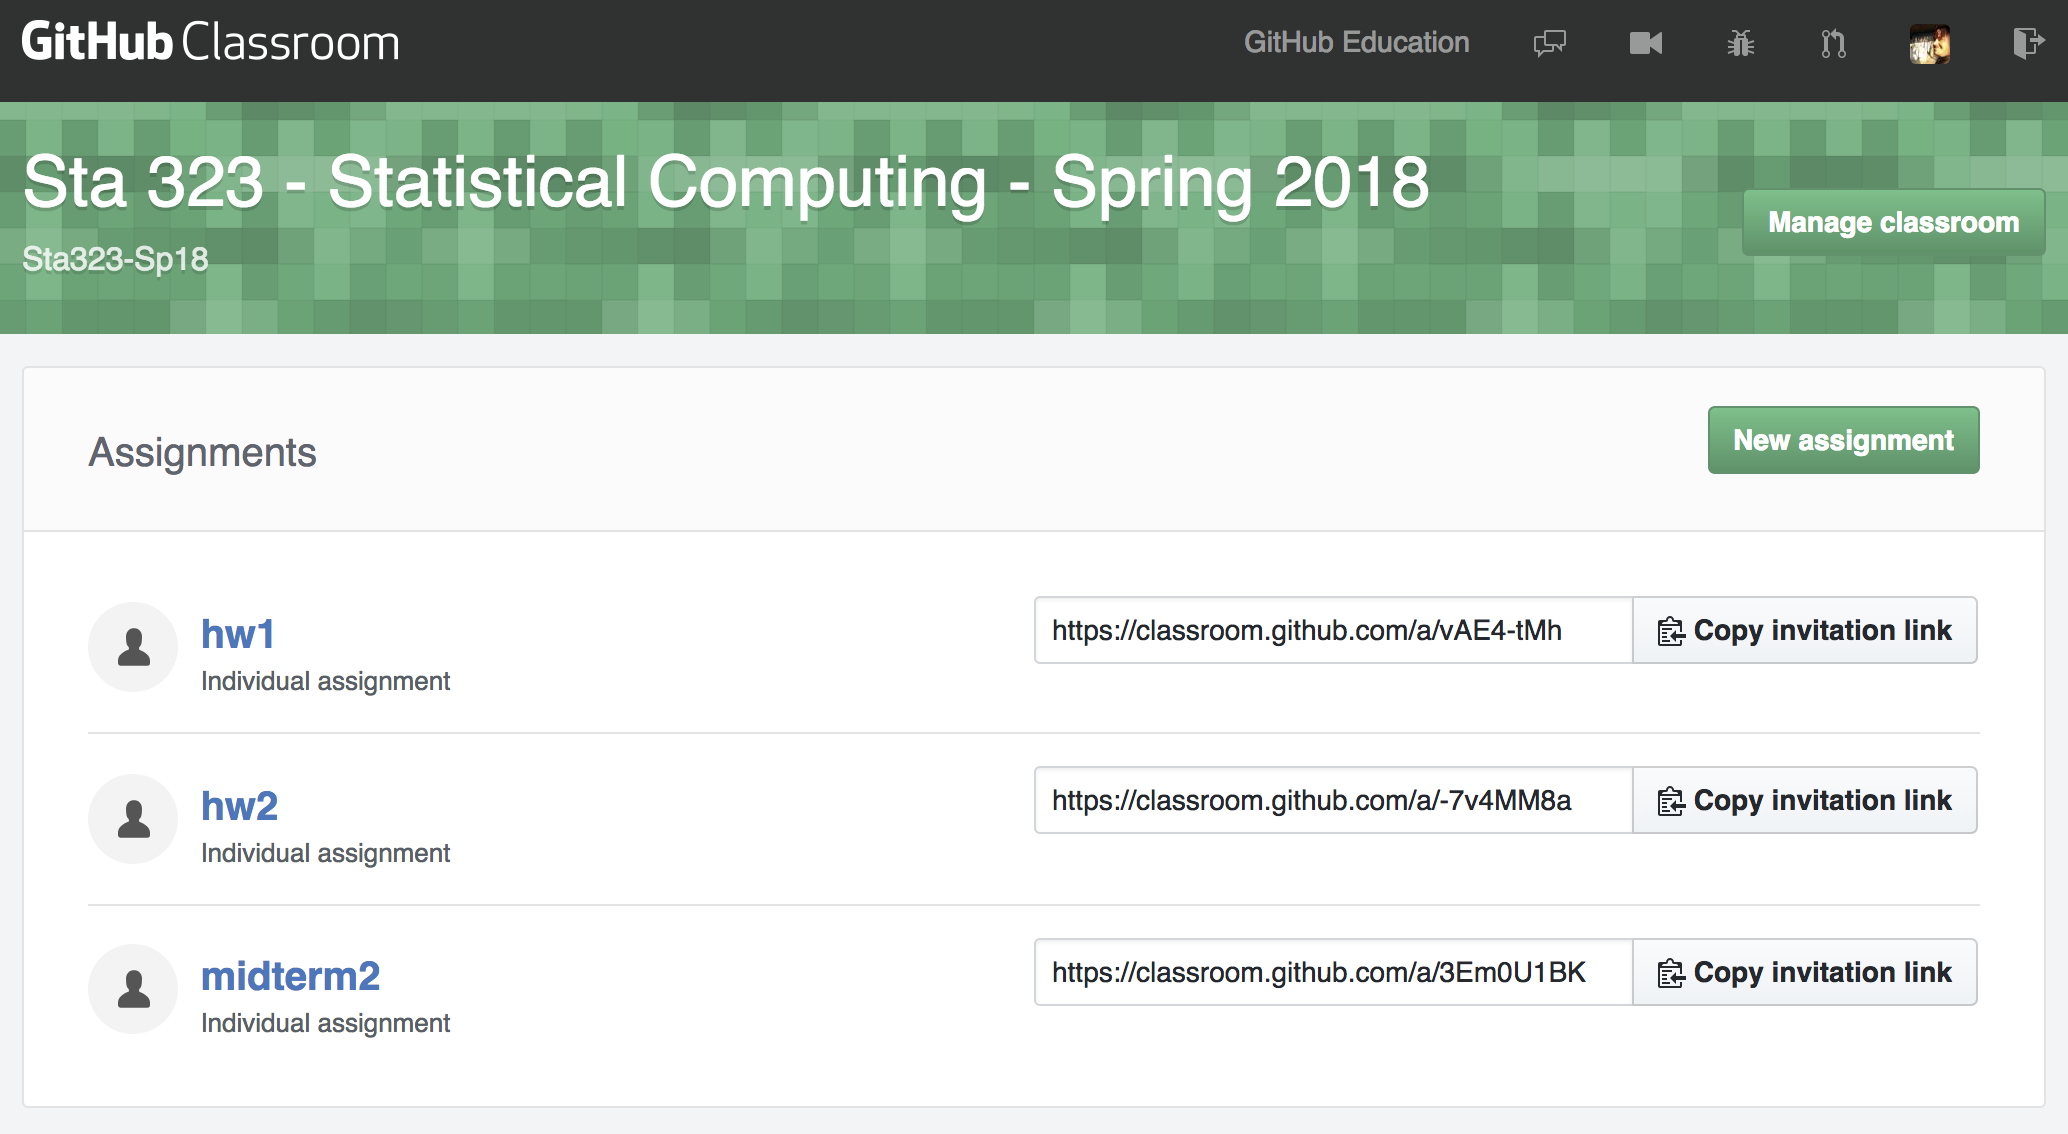 GitHub Classroom
GitHub Education
Sta 323 - Statistical Computing - Spring 2018
Sta323-Sp18
Manage classroom
Assignments
New assignment
hw1
Individual assignment
https://classroom.github.com/a/vAE4-tMh
Copy invitation link
hw2
Individual assignment
https://classroom.github.com/a/-7v4MM8a
Copy invitation link
midterm2
Individual assignment
https://classroom.github.com/a/3Em0U1BK
Copy invitation link